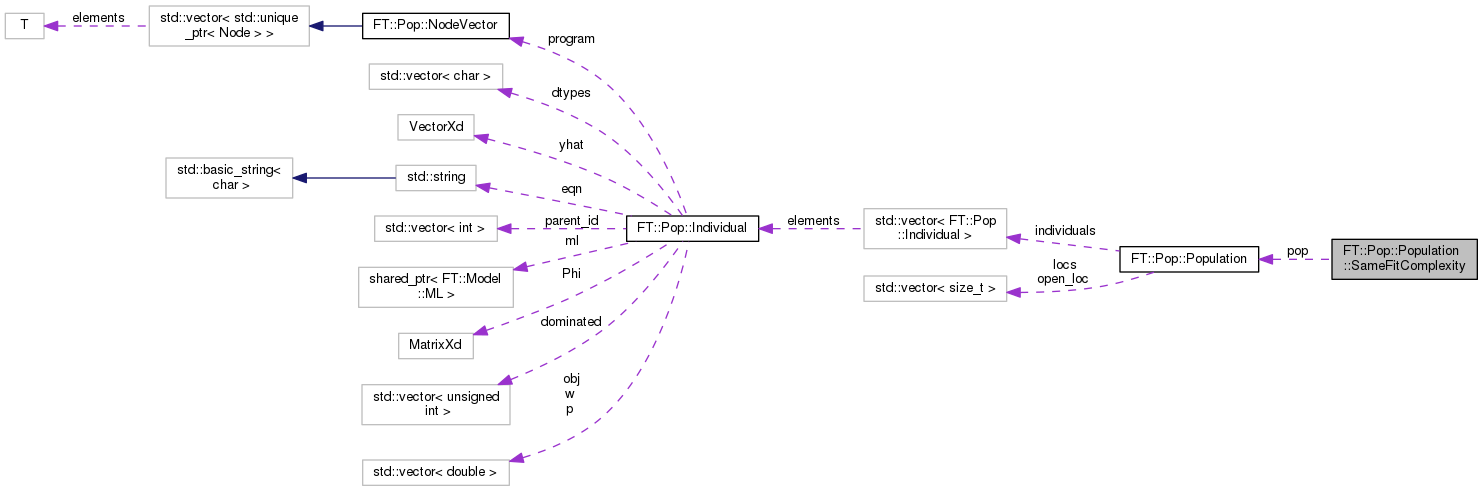 T
elements
std::vector< std::unique
_ptr< Node > >
FT::Pop::NodeVector
program
std::vector< char >
dtypes
VectorXd
yhat
std::basic_string<
char >
std::string
eqn
std::vector< int >
parent_id
shared_ptr< FT::Model
::ML >
ml
MatrixXd
Phi
std::vector< unsigned
int >
dominated
std::vector< double >
obj
w
p
FT::Pop::Individual
elements
std::vector< FT::Pop
::Individual >
individuals
std::vector< size_t >
locs
open_loc
FT::Pop::Population
pop
FT::Pop::Population
::SameFitComplexity